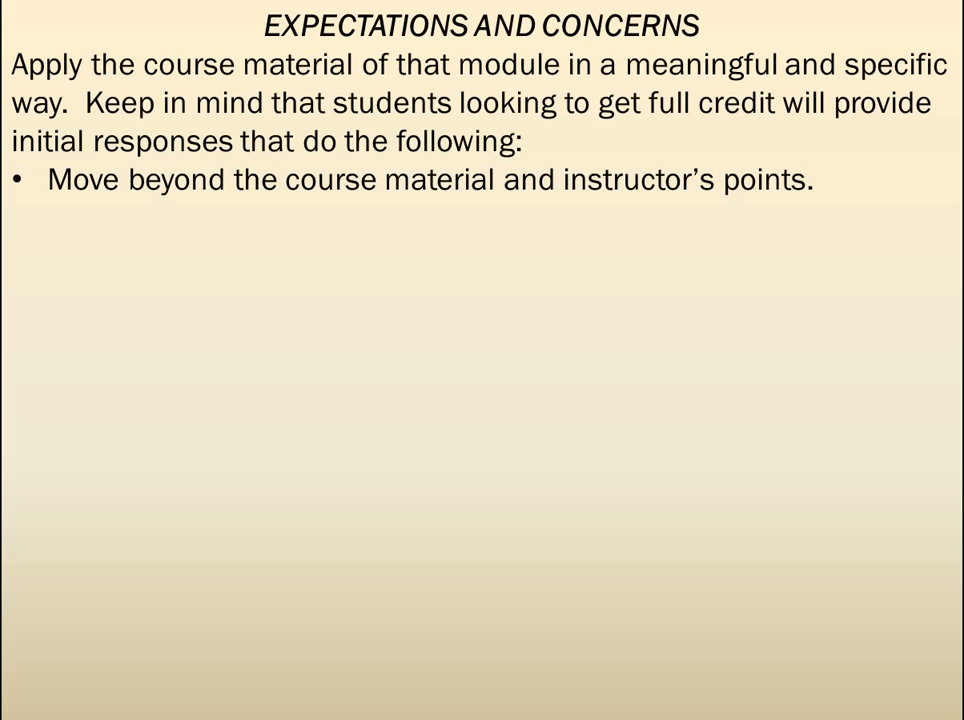 EXPECTATIONS AND CONCERNS
Apply the course material of that module in a meaningful and specific
way.  Keep in mind that students looking to get full credit will provide
initial responses that do the following:
• Move beyond the course material and instructor’s points.